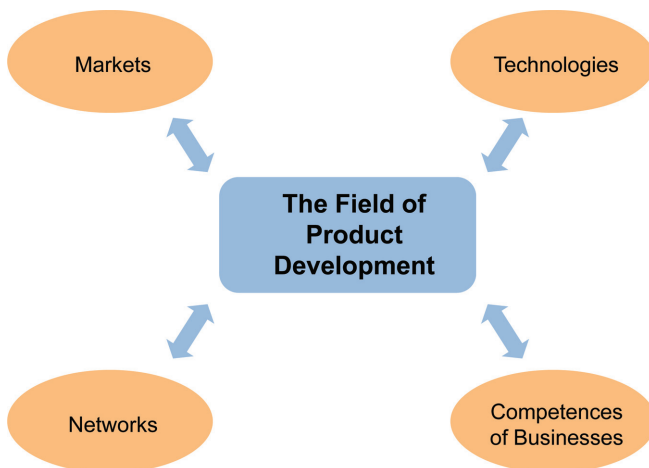 Markets
Technologies
The Field of
Product
Development
Networks
Competences
of Businesses